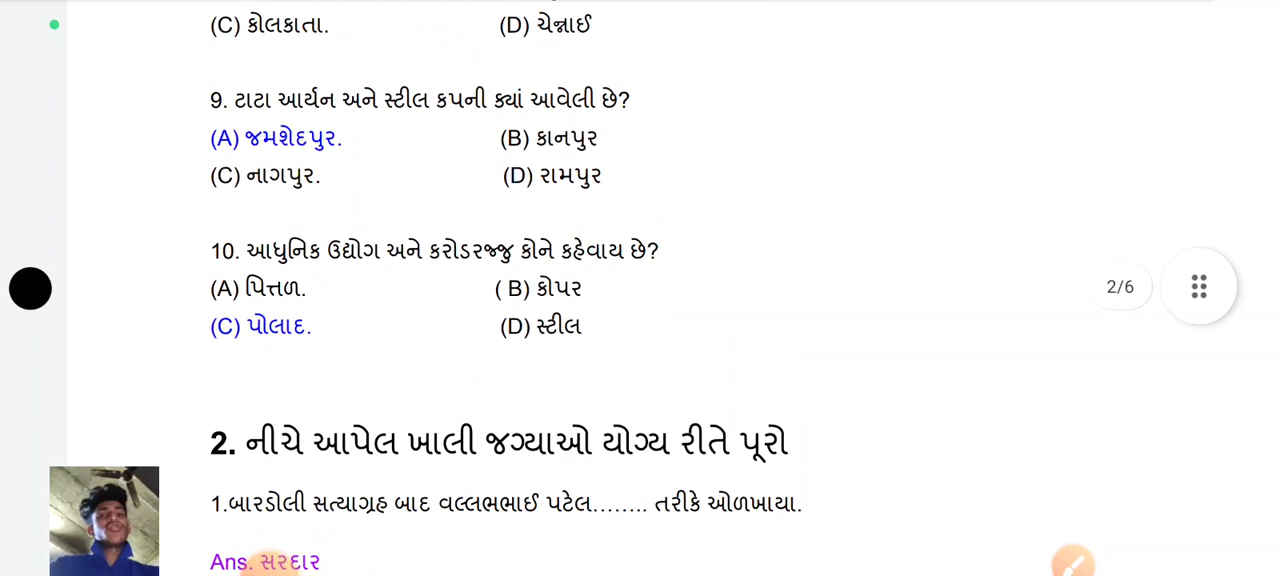 (C) કોલકાતા. (D) ચેન્નાઈ
9. ટાટા આર્યન અને સ્ટીલ કપની ક્યાં આવેલી છે?
(A) જમશેદપુર. (B) કાનપુર
(C) નાગપુર. (D) રામપુર
10. આધુનિક ઉદ્યોગ અને કરોડરજ્જુ કોને કહેવાય છે?
(A) પિત્તળ. ( B) કોપર
2/6
(C) પોલાદ. (D) સ્ટીલ
2. નીચે આપેલ ખાલી જગ્યાઓ યોગ્ય રીતે પૂરો
1.બારડોલી સત્યાગ્રહ બાદ વલ્લભભાઈ પટેલ........ તરીકે ઓળખાયા.
Ans. સરદાર